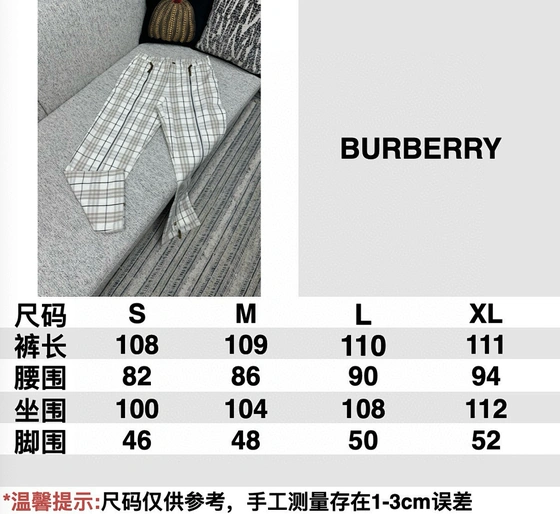 BURBERRY
尺码 S M L XL
裤长 108 109 110 111
腰围 82 86 90 94
坐围 100 104 108 112
脚围 46 48 50 52
*温馨提示:尺码仅供参考，手工测量存在1-3cm误差